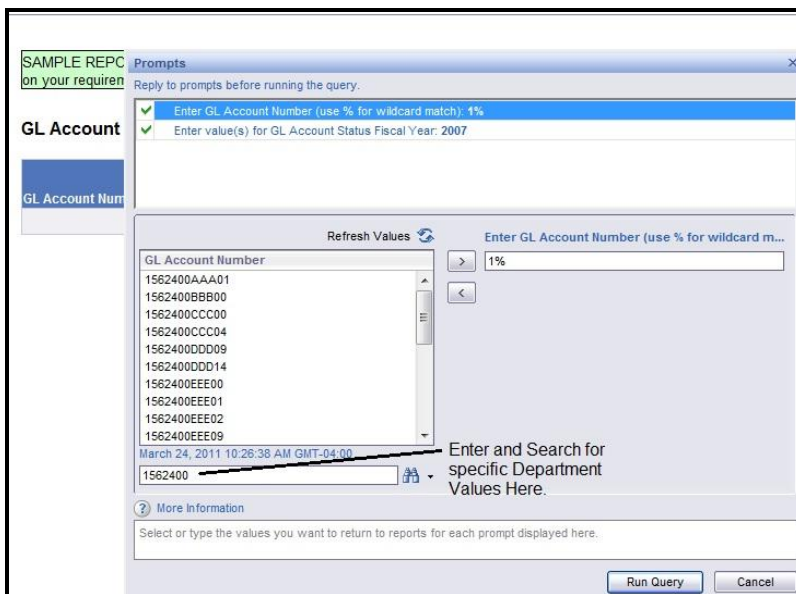 SAMPLE REPO
on your requirem
GL Account
GL Account Num
Prompts
Reply to prompts before running the query.
Enter GL Account Number (use % for wildcard match): 1%
Enter value(s) for GL Account Status Fiscal Year: 2007
Refresh Values
GL Account Number
1562400AAA01
1562400BBB00
1562400CCC00
1562400CCC04
1562400DDD09
1562400DDD14
1562400EEE00
1562400EEE01
1562400EEE02
1562400EEE09
March 24, 2011 10:26:38 AM GMT-04:00
1562400
>
<
Enter GL Account Number (use % for wildcard m...
1%
Enter and Search for
specific Department
Values Here.
? More Information
Select or type the values you want to return to reports for each prompt displayed here.
Run Query Cancel